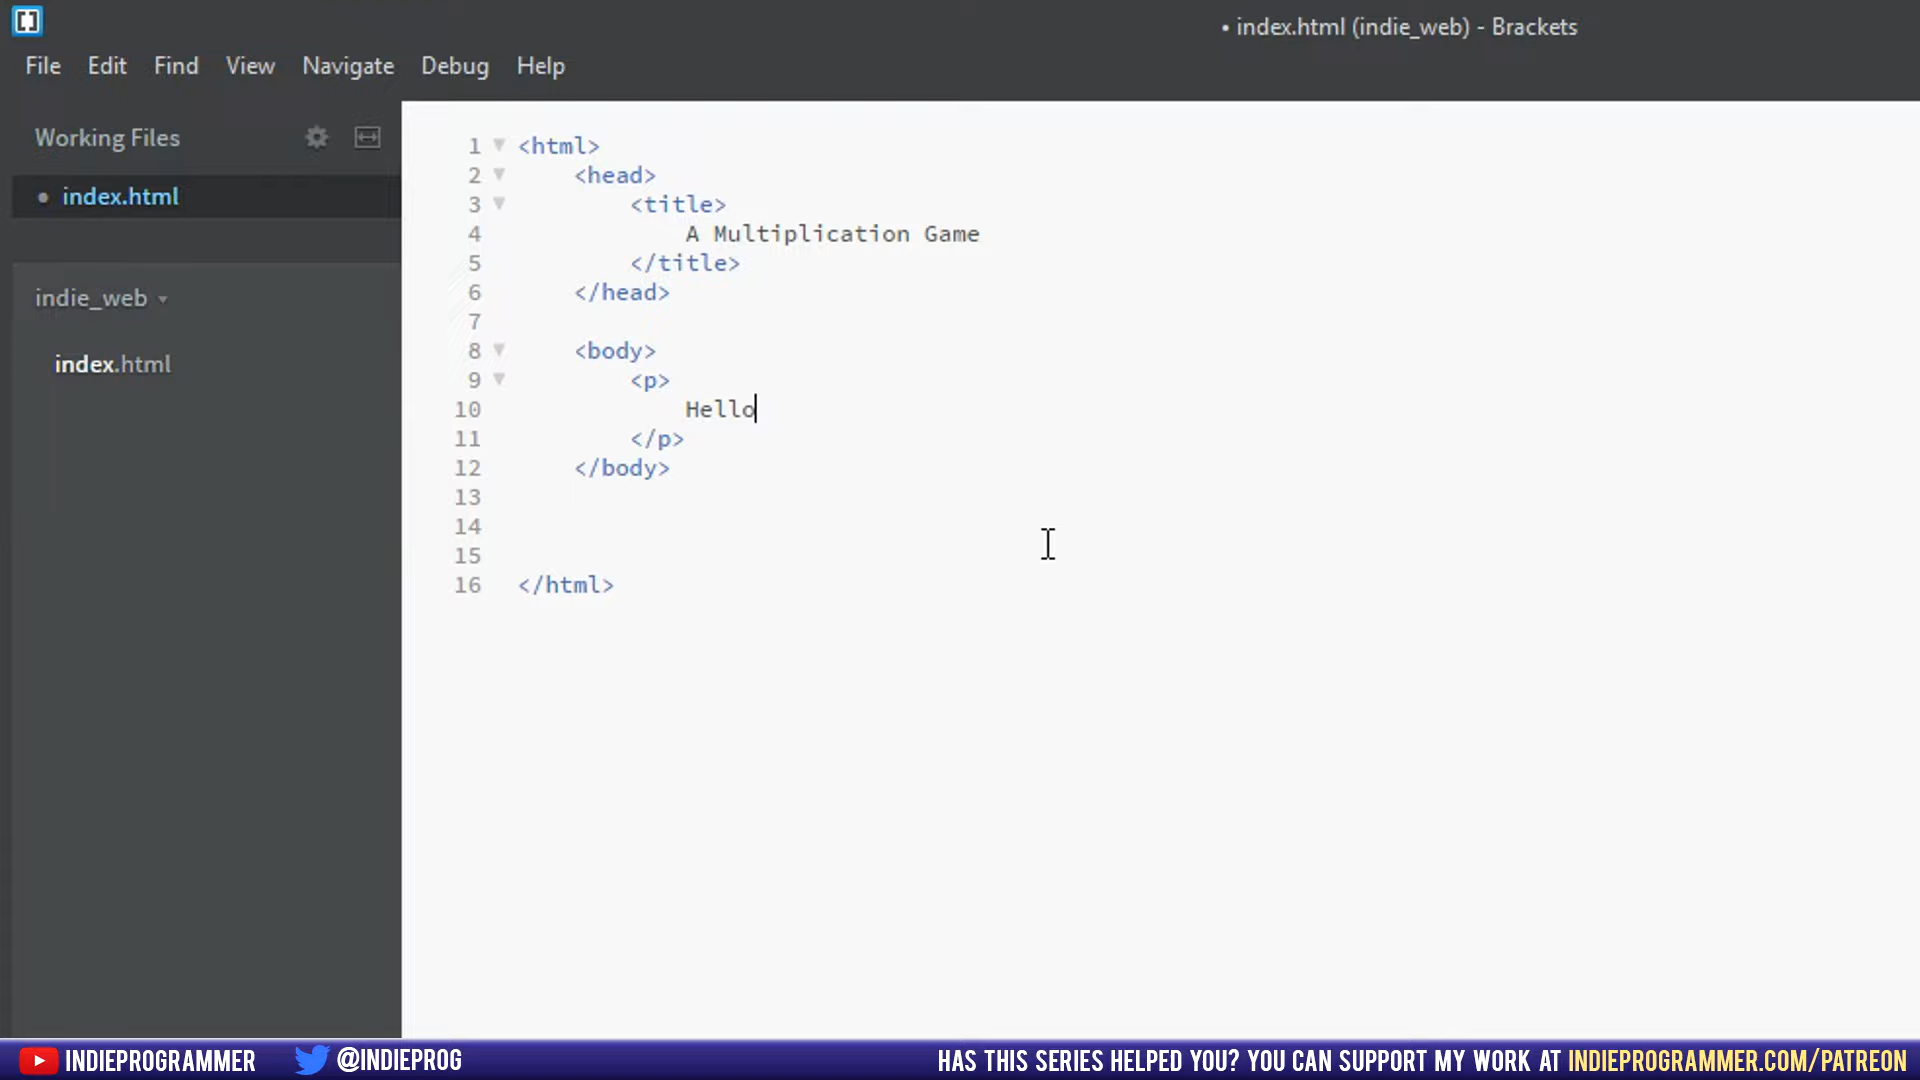 • index.html (indie_web) - Brackets
File Edit Find View Navigate Debug Help
Working Files
• index.html
indie_web
index.html
1 <html>
2 <head>
3 <title>
4 A Multiplication Game
5 </title>
6 </head>
7
8 <body>
9 <p>
10 Hello
11 </p>
12 </body>
13
14
15
16 </html>
INDIEPROGRAMMER @INDIEPROG HAS THIS SERIES HELPED YOU? YOU CAN SUPPORT MY WORK AT INDIEPROGRAMMER.COM/PATREON